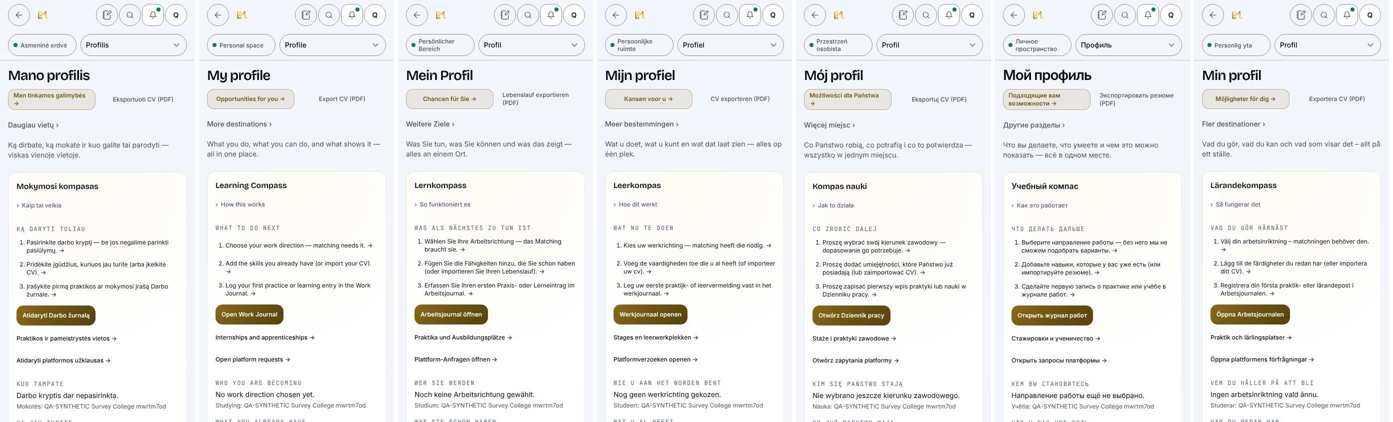 Q
Asmeninė erdvė
Profilis
Mano profilis
Man tinkamos galimybės
→
Eksportuoti CV (PDF)
Daugiau vietų ›
Ką dirbate, ką mokate ir kuo galite tai parodyti —
viskas vienoje vietoje.
Mokymosi kompasas
› Kaip tai veikia
KĄ DARYTI TOLIAU
1. Pasirinkite darbo kryptį — be jos negalime parinkti
pasiūlymų. →
2. Pridėkite įgūdžius, kuriuos jau turite (arba įkelkite
CV). →
3. Įrašykite pirmą praktikos ar mokymosi įrašą Darbo
žurnale. →
Atidaryti Darbo žurnalą
Praktikos ir pameistrystės vietos →
Atidaryti platformos užklausas →
KUO TAMPATE
Darbo kryptis dar nepasirinkta.
Mokotės: QA-SYNTHETIC Survey College mwrtm7od
Q
Personal space
Profile
My profile
Opportunities for you →
Export CV (PDF)
More destinations ›
What you do, what you can do, and what shows it —
all in one place.
Learning Compass
› How this works
WHAT TO DO NEXT
1. Choose your work direction — matching needs it. →
2. Add the skills you already have (or import your CV).
→
3. Log your first practice or learning entry in the Work
Journal. →
Open Work Journal
Internships and apprenticeships →
Open platform requests →
WHO YOU ARE BECOMING
No work direction chosen yet.
Studying: QA-SYNTHETIC Survey College mwrtm7od
Q
Persönlicher
Bereich
Profil
Mein Profil
Chancen für Sie →
Lebenslauf exportieren
(PDF)
Weitere Ziele ›
Was Sie tun, was Sie können und was das zeigt —
alles an einem Ort.
Lernkompass
› So funktioniert es
WAS ALS NÄCHSTES ZU TUN IST
1. Wählen Sie Ihre Arbeitsrichtung — das Matching
braucht sie. →
2. Fügen Sie die Fähigkeiten hinzu, die Sie schon haben
(oder importieren Sie Ihren Lebenslauf). →
3. Erfassen Sie Ihren ersten Praxis- oder Lerneintrag im
Arbeitsjournal. →
Arbeitsjournal öffnen
Praktika und Ausbildungsplätze →
Plattform-Anfragen öffnen →
WER SIE WERDEN
Noch keine Arbeitsrichtung gewählt.
Studium: QA-SYNTHETIC Survey College mwrtm7od
Q
Persoonlijke
ruimte
Profiel
Mijn profiel
Kansen voor u →
CV exporteren (PDF)
Meer bestemmingen ›
Wat u doet, wat u kunt en wat dat laat zien — alles op
één plek.
Leerkompas
› Hoe dit werkt
WAT NU TE DOEN
1. Kies uw werkrichting — matching heeft die nodig. →
2. Voeg de vaardigheden toe die u al heeft (of importeer
uw cv). →
3. Leg uw eerste praktijk- of leervermelding vast in het
werkjournaal. →
Werkjournaal openen
Stages en leerwerkplekken →
Platformverzoeken openen →
WIE U AAN HET WORDEN BENT
Nog geen werkrichting gekozen.
Studeert: QA-SYNTHETIC Survey College mwrtm7od
Q
Przestrzeń
osobista
Profil
Mój profil
Możliwości dla Państwa
→
Eksportuj CV (PDF)
Więcej miejsc ›
Co Państwo robią, co potrafią i co to potwierdza —
wszystko w jednym miejscu.
Kompas nauki
› Jak to działa
CO ZROBIĆ DALEJ
1. Proszę wybrać swój kierunek zawodowy —
dopasowanie go potrzebuje. →
2. Proszę dodać umiejętności, które Państwo już
posiadają (lub zaimportować CV). →
3. Proszę zapisać pierwszy wpis praktyki lub nauki w
Dzienniku pracy. →
Otwórz Dziennik pracy
Staże i praktyki zawodowe →
Otwórz zapytania platformy →
KIM SIĘ PAŃSTWO STAJĄ
Nie wybrano jeszcze kierunku zawodowego.
Nauka: QA-SYNTHETIC Survey College mwrtm7od
Q
Личное
пространство
Профиль
Мой профиль
Подходящие вам
возможности →
Экспортировать резюме
(PDF)
Другие разделы ›
Что вы делаете, что умеете и чем это можно
показать — всё в одном месте.
Учебный компас
› Как это работает
ЧТО ДЕЛАТЬ ДАЛЬШЕ
1. Выберите направление работы — без него мы не
сможем подобрать варианты. →
2. Добавьте навыки, которые у вас уже есть (или
импортируйте резюме). →
3. Сделайте первую запись о практике или учёбе в
журнале работ. →
Открыть журнал работ
Стажировки и ученичество →
Открыть запросы платформы →
КЕМ ВЫ СТАНОВИТЕСЬ
Направление работы ещё не выбрано.
Учёба: QA-SYNTHETIC Survey College mwrtm7od
Q
Personlig yta
Profil
Min profil
Möjligheter för dig →
Exportera CV (PDF)
Fler destinationer ›
Vad du gör, vad du kan och vad som visar det – allt på
ett ställe.
Lärandekompass
› Så fungerar det
VAD DU GÖR HÄRNÄST
1. Välj din arbetsinriktning – matchningen behöver den.
→
2. Lägg till de färdigheter du redan har (eller importera
ditt CV). →
3. Registrera din första praktik- eller lärandepost i
Arbetsjournalen. →
Öppna Arbetsjournalen
Praktik och lärlingsplatser →
Öppna plattformens förfrågningar →
VEM DU HÅLLER PÅ ATT BLI
Ingen arbetsinriktning vald ännu.
Studerar: QA-SYNTHETIC Survey College mwrtm7od